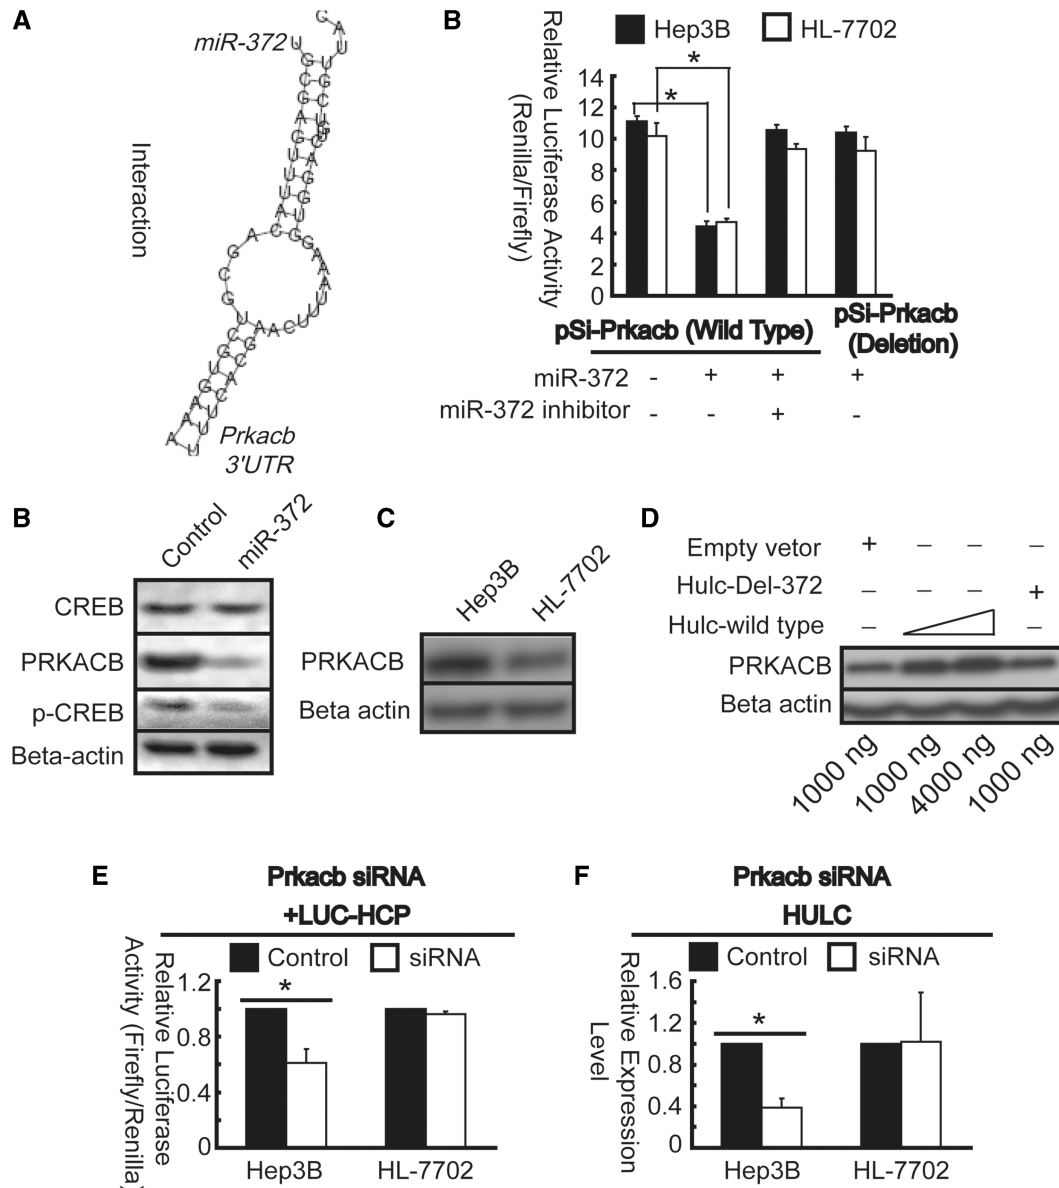 A
miR-372
Interaction
Prkacb
3'UTR
B
Hep3B
HL-7702
Relative Luciferase Activity
(Renilla/Firefly)
14
12
10
8
6
4
2
0
*
*
pSi-Prkacb (Wild Type)
pSi-Prkacb
(Deletion)
miR-372 - + + +
miR-372 inhibitor - - + -
B
Control
miR-372
CREB
PRKACB
p-CREB
Beta-actin
C
Hep3B
HL-7702
PRKACB
Beta actin
D
Empty vetor + – – –
Hulc-Del-372 – – – +
Hulc-wild type – –
PRKACB
Beta actin
1000 ng
1000 ng
4000 ng
1000 ng
E
Prkacb siRNA
+LUC-HCP
Control
siRNA
Relative Luciferase
Activity (Firefly/Renilla)
1.2
0.8
0.4
0
*
Hep3B
HL-7702
F
Prkacb siRNA
HULC
Control
siRNA
Relative Expression
Level
1.6
1.2
0.8
0.4
0
*
Hep3B
HL-7702